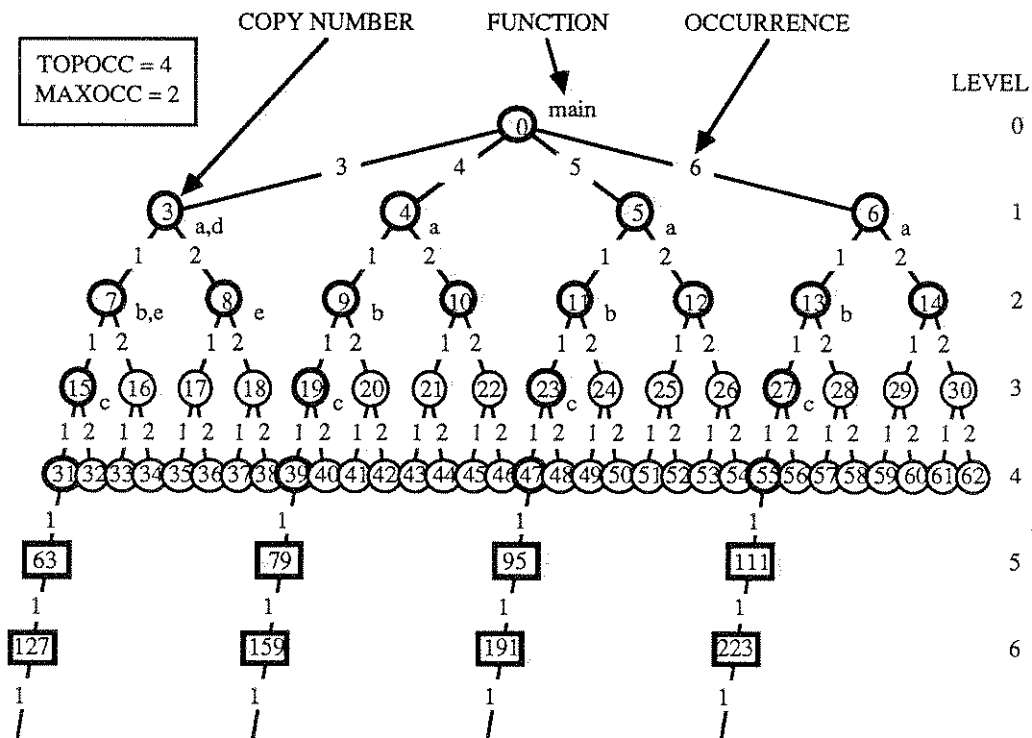 COPY NUMBER FUNCTION OCCURRENCE
TOPOCC = 4
MAXOCC = 2
LEVEL
main
0 0
3 4 5 6
3 4 5 6 1
a,d a a a
1 2 1 2 1 2 1 2
7 8 9 10 11 12 13 14 2
b,e e b b b
1 2 1 2 1 2 1 2 1 2 1 2 1 2 1 2
15 16 17 18 19 20 21 22 23 24 25 26 27 28 29 30 3
c c c c
1 2 1 2 1 2 1 2 1 2 1 2 1 2 1 2 1 2 1 2 1 2 1 2 1 2 1 2 1 2 1 2
31 32 33 34 35 36 37 38 39 40 41 42 43 44 45 46 47 48 49 50 51 52 53 54 55 56 57 58 59 60 61 62 4
1 1 1 1
63 79 95 111 5
1 1 1 1
127 159 191 223 6
1 1 1 1